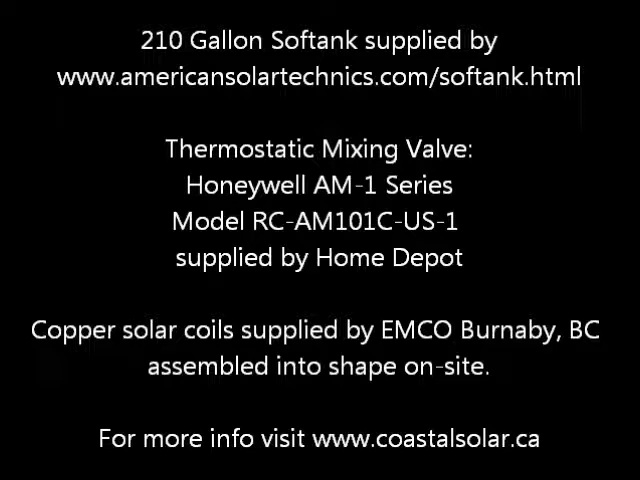 210 Gallon Softank supplied by
www.americansolartechnics.com/softank.html
Thermostatic Mixing Valve:
Honeywell AM-1 Series
Model RC-AM101C-US-1
supplied by Home Depot
Copper solar coils supplied by EMCO Burnaby, BC
assembled into shape on-site.
For more info visit www.coastalsolar.ca